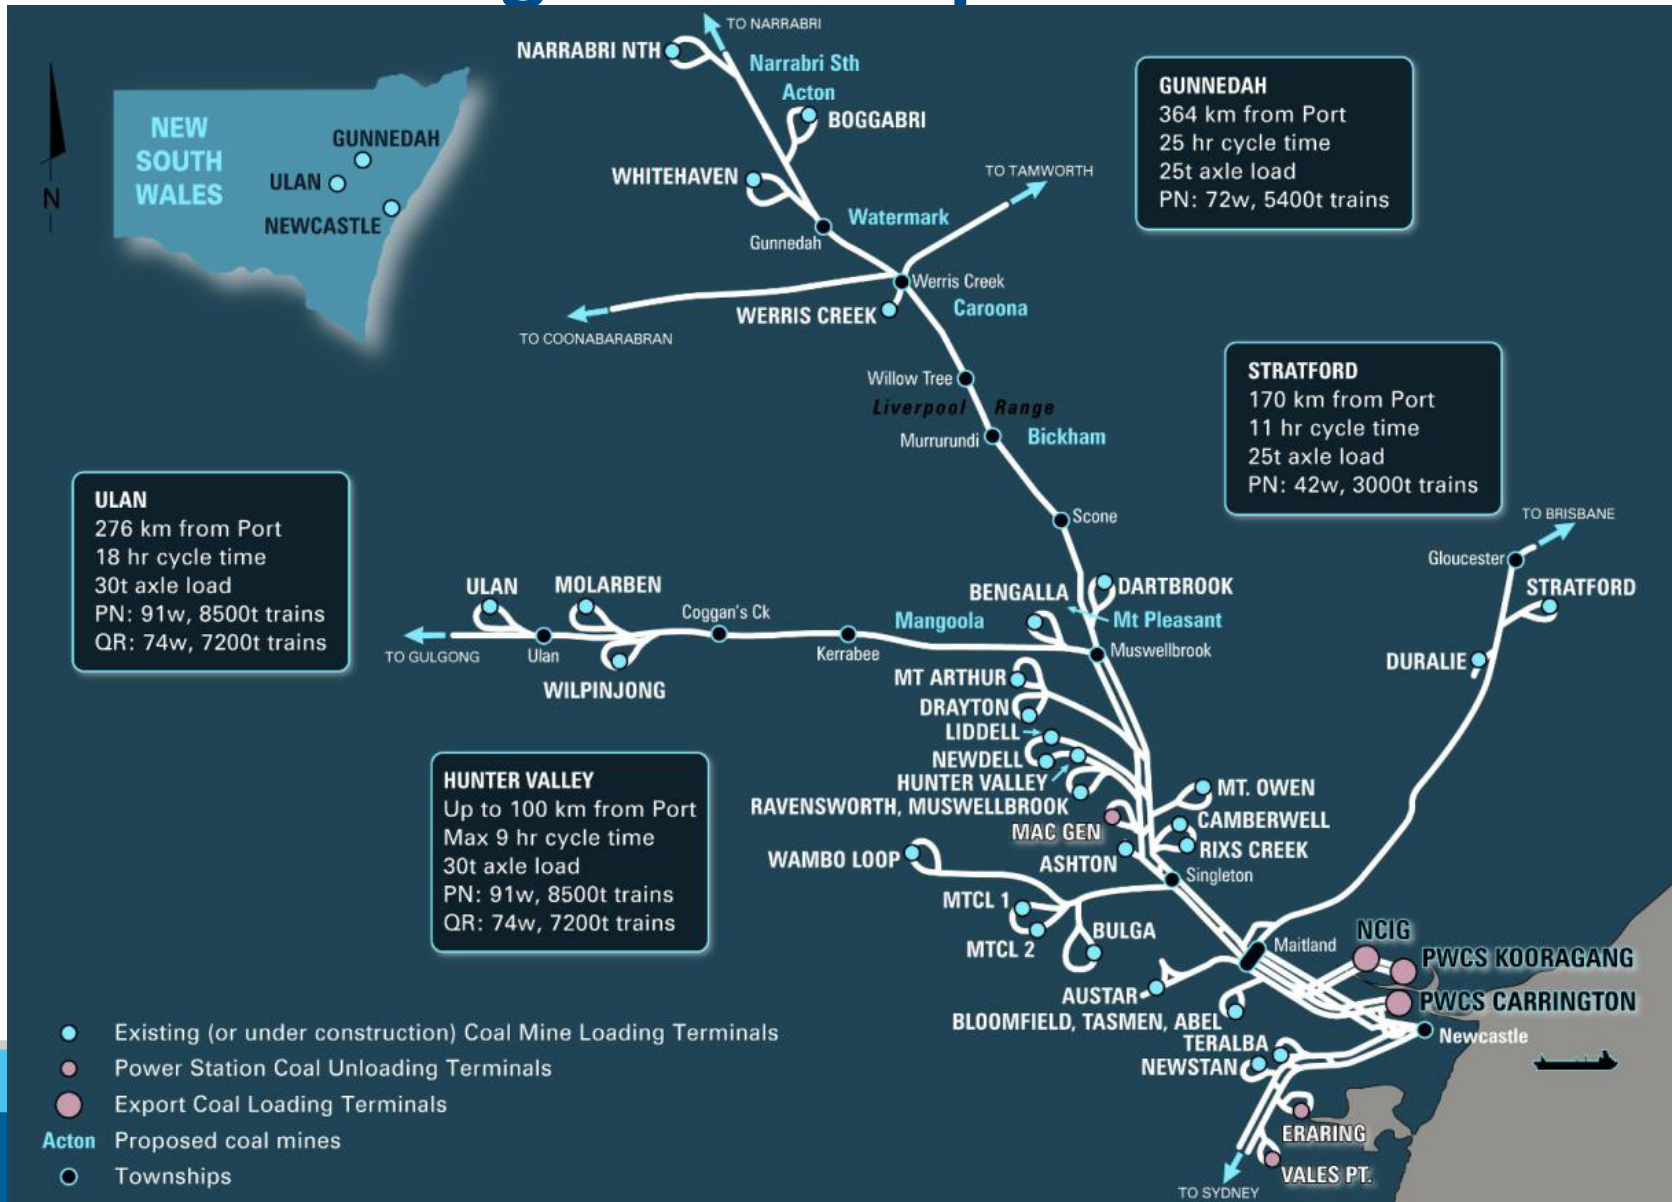 TO NARRABRI
NARRABRI NTH
Narrabri Sth
Acton
BOGGABRI
WHITEHAVEN
TO TAMWORTH
Watermark
Gunnedah
Werris Creek
WERRIS CREEK
Caroona
TO COONABARABRAN
Willow Tree
Liverpool Range
Murrurundi
Bickham
Scone
N
NEW
SOUTH
WALES
GUNNEDAH
ULAN
NEWCASTLE
GUNNEDAH
364 km from Port
25 hr cycle time
25t axle load
PN: 72w, 5400t trains
STRATFORD
170 km from Port
11 hr cycle time
25t axle load
PN: 42w, 3000t trains
ULAN
276 km from Port
18 hr cycle time
30t axle load
PN: 91w, 8500t trains
QR: 74w, 7200t trains
TO BRISBANE
Gloucester
STRATFORD
DURALIE
ULAN
MOLARBEN
Coggan's Ck
Mangoola
BENGALLA
DARTBROOK
Mt Pleasant
TO GULGONG
Ulan
Kerrabee
Muswellbrook
WILPINJONG
MT ARTHUR
DRAYTON
LIDDELL
NEWDELL
HUNTER VALLEY
RAVENSWORTH, MUSWELLBROOK
MT. OWEN
MAC GEN
CAMBERWELL
WAMBO LOOP
ASHTON
RIXS CREEK
Singleton
HUNTER VALLEY
Up to 100 km from Port
Max 9 hr cycle time
30t axle load
PN: 91w, 8500t trains
QR: 74w, 7200t trains
MTCL 1
MTCL 2
BULGA
Maitland
NCIG
PWCS KOORAGANG
PWCS CARRINGTON
AUSTAR
BLOOMFIELD, TASMEN, ABEL
Newcastle
TERALBA
NEWSTAN
ERARING
VALES PT.
TO SYDNEY
Existing (or under construction) Coal Mine Loading Terminals
Power Station Coal Unloading Terminals
Export Coal Loading Terminals
Acton Proposed coal mines
Townships